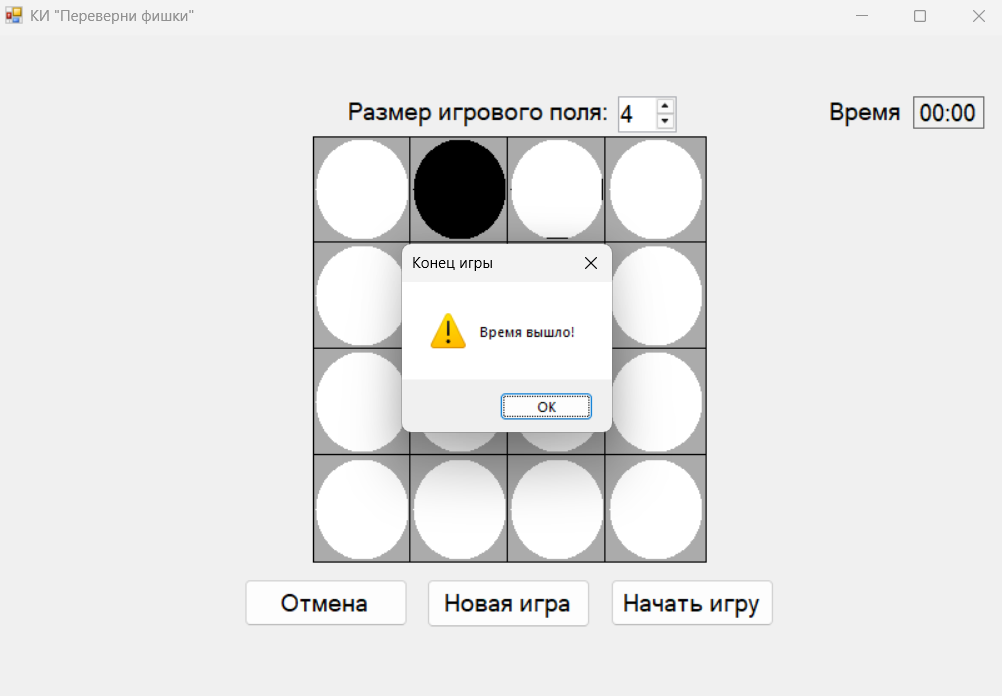 КИ "Переверни фишки"
Размер игрового поля: 4
Время 00:00
Конец игры
Время вышло!
OK
Отмена
Новая игра
Начать игру